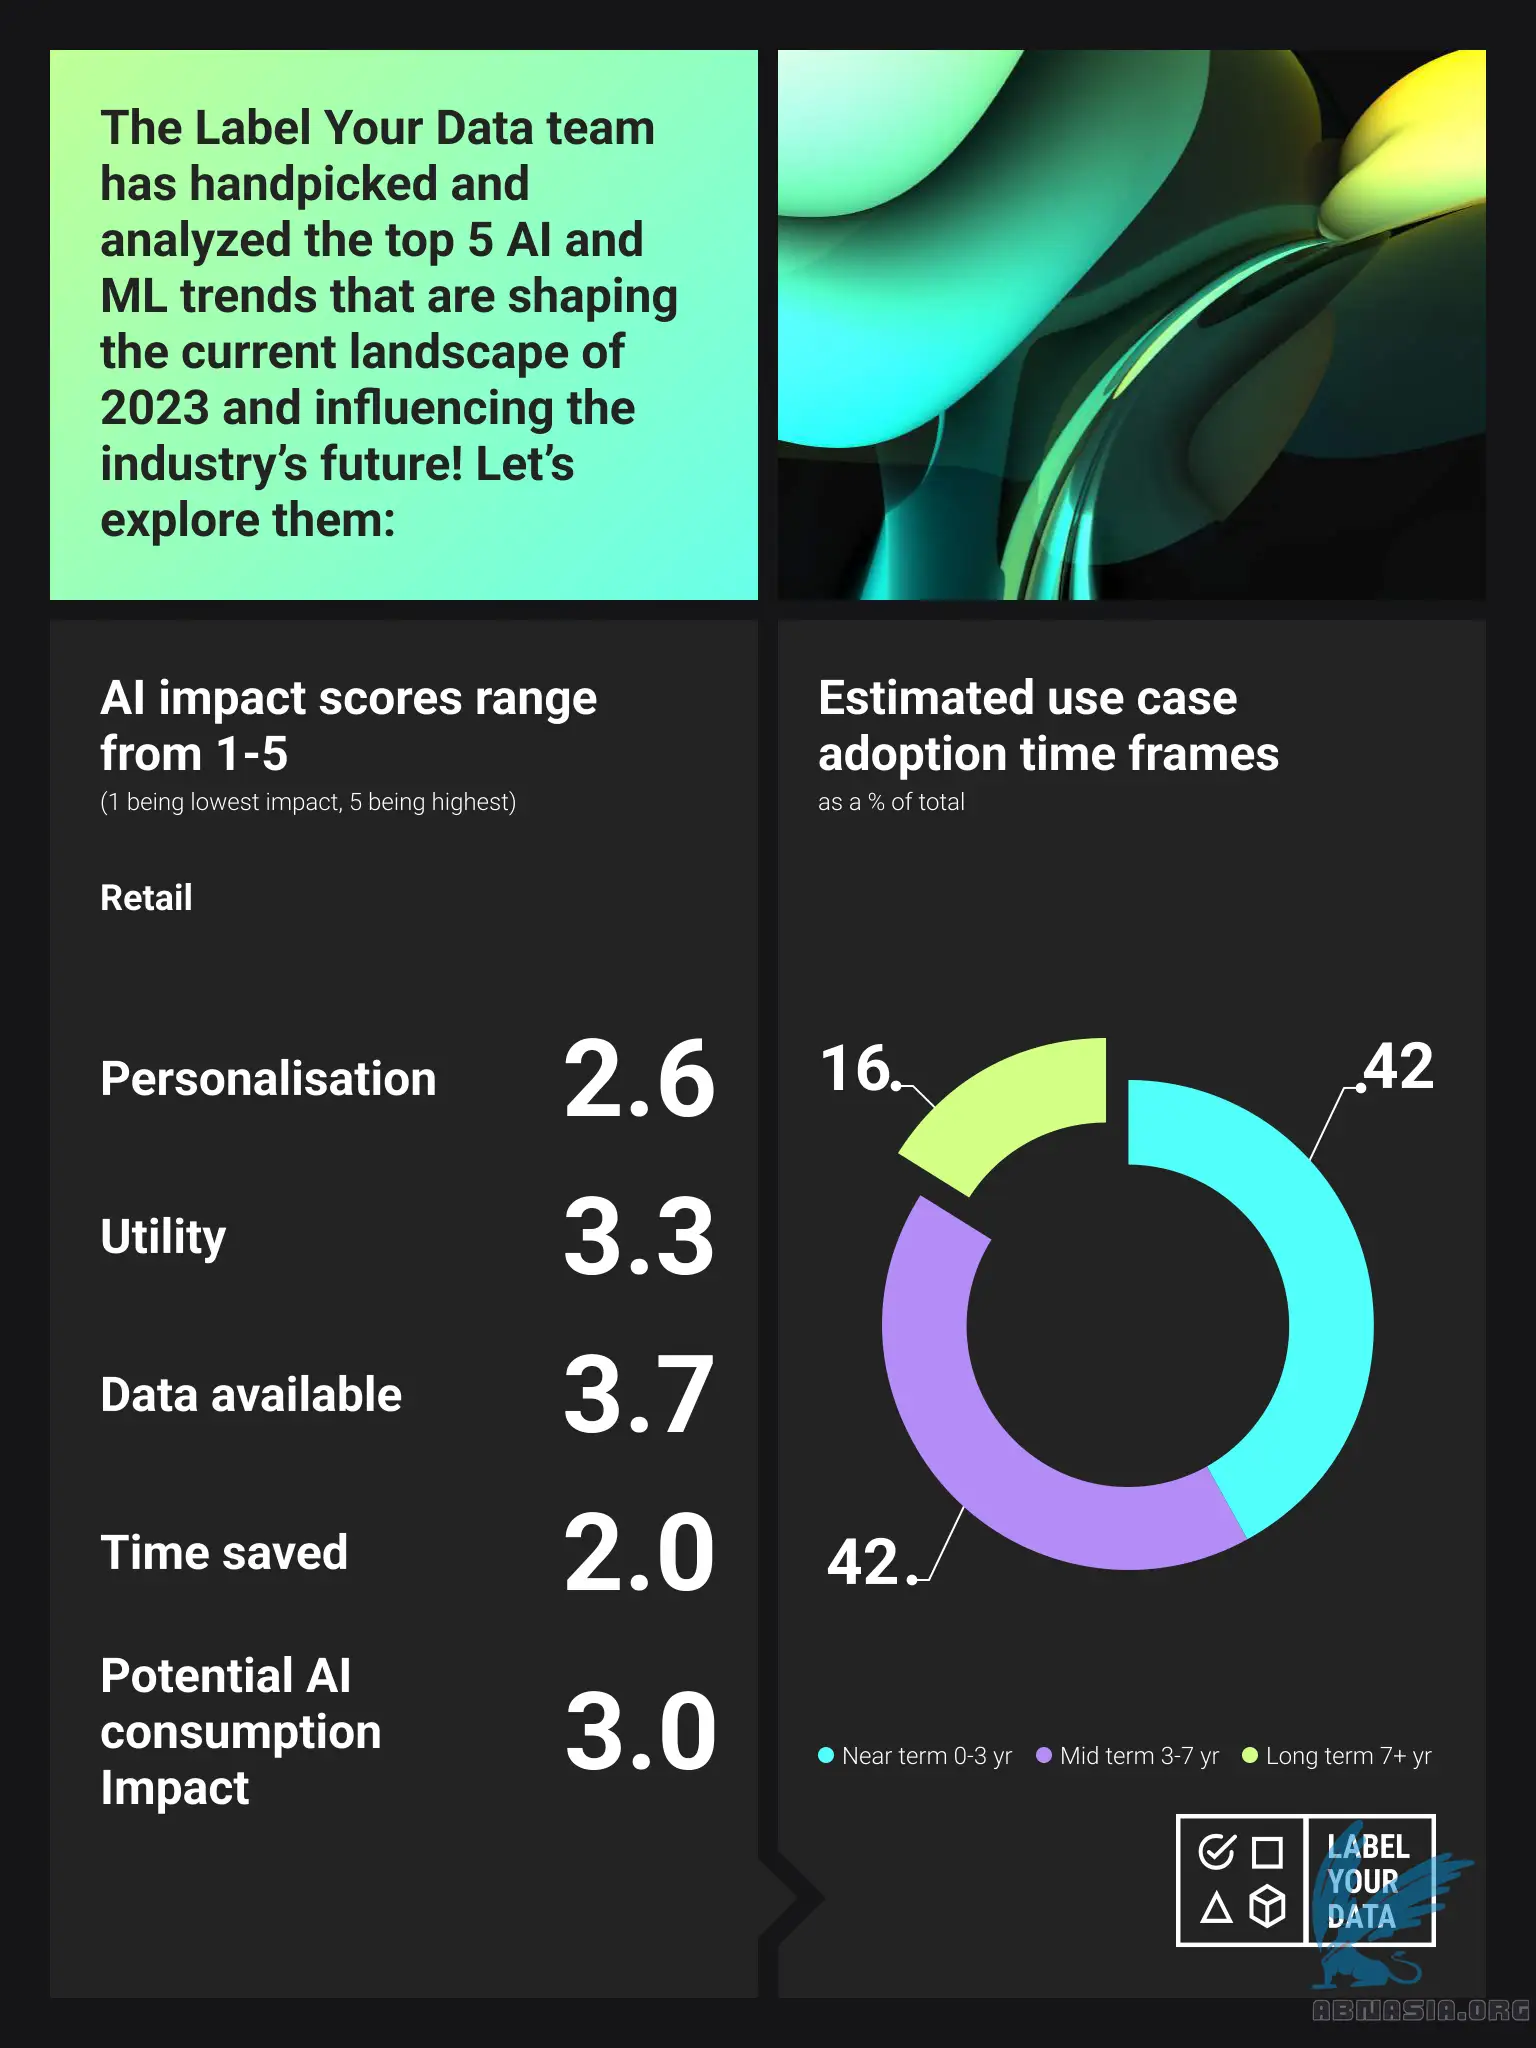 The Label Your Data team
has handpicked and
analyzed the top 5 AI and
ML trends that are shaping
the current landscape of
2023 and influencing the
industry’s future! Let’s
explore them:
AI impact scores range
from 1-5
(1 being lowest impact, 5 being highest)
Retail
Personalisation 2.6
Utility 3.3
Data available 3.7
Time saved 2.0
Potential AI
consumption
Impact
3.0
Estimated use case
adoption time frames
as a % of total
16
42
42
Near term 0-3 yr Mid term 3-7 yr Long term 7+ yr
LABEL
YOUR
DATA
ABNASIA.ORG